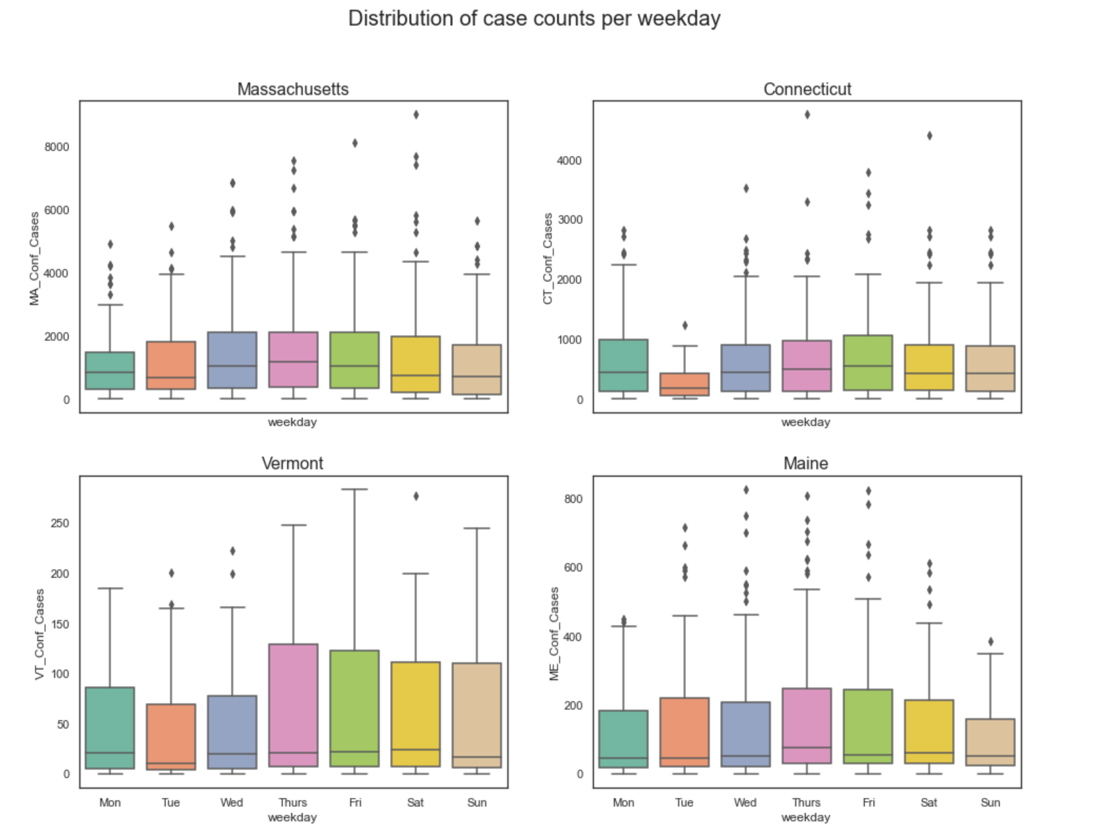 Distribution of case counts per weekday
Massachusetts
MA_Conf_Cases
8000
6000
4000
2000
0
weekday
Connecticut
CT_Conf_Cases
4000
3000
2000
1000
0
weekday
Vermont
VT_Conf_Cases
250
200
150
100
50
0
Mon Tue Wed Thurs Fri Sat Sun
weekday
Maine
ME_Conf_Cases
800
600
400
200
0
Mon Tue Wed Thurs Fri Sat Sun
weekday